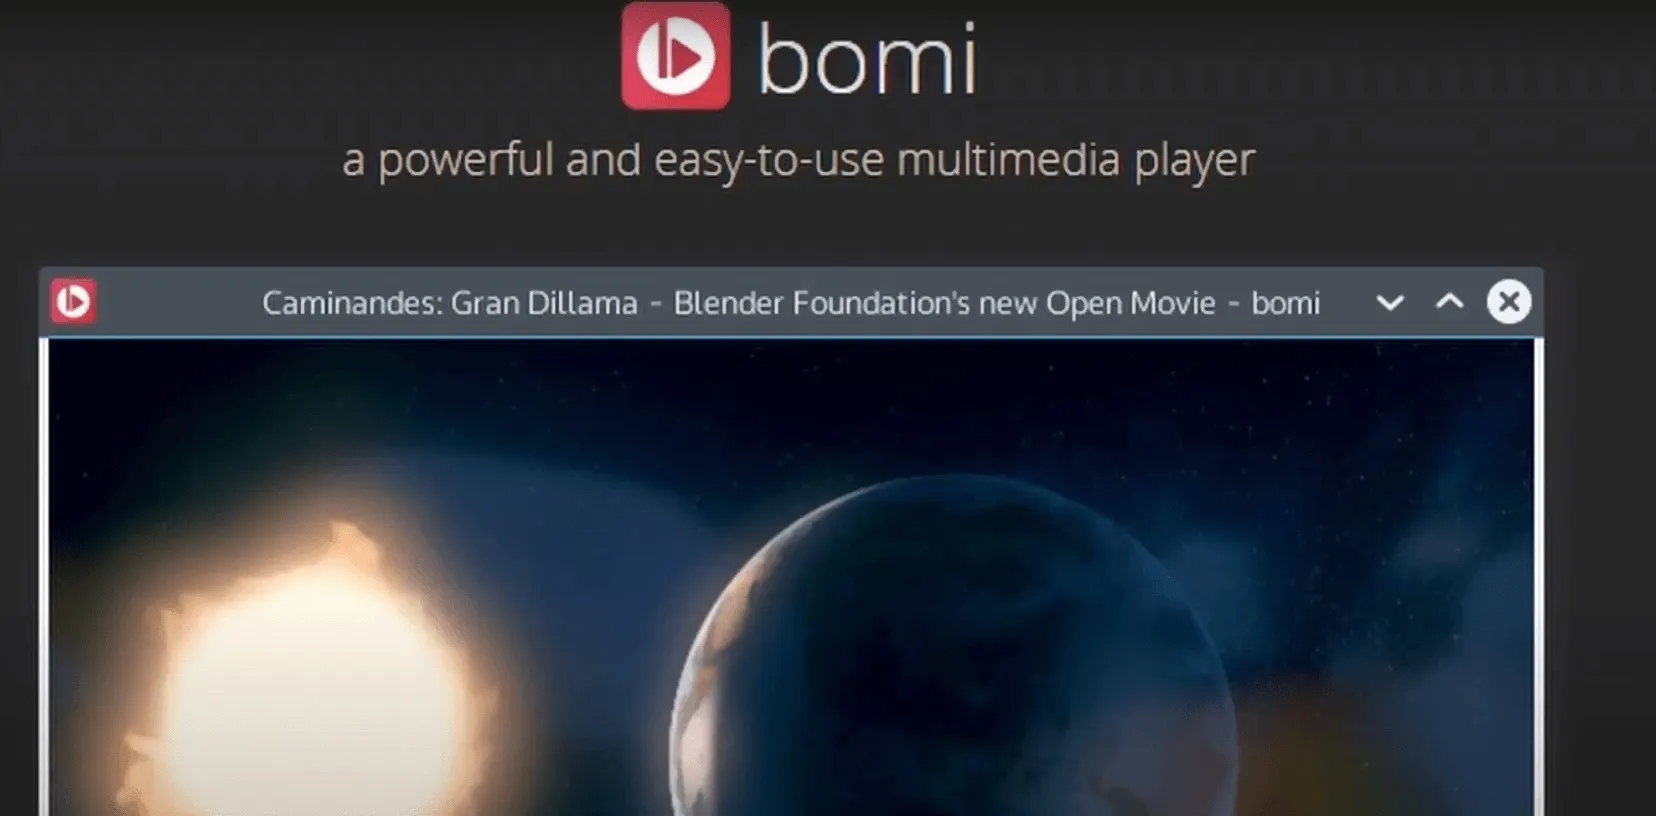 bomi
a powerful and easy-to-use multimedia player
Caminandes: Gran Dillama - Blender Foundation's new Open Movie - bomi